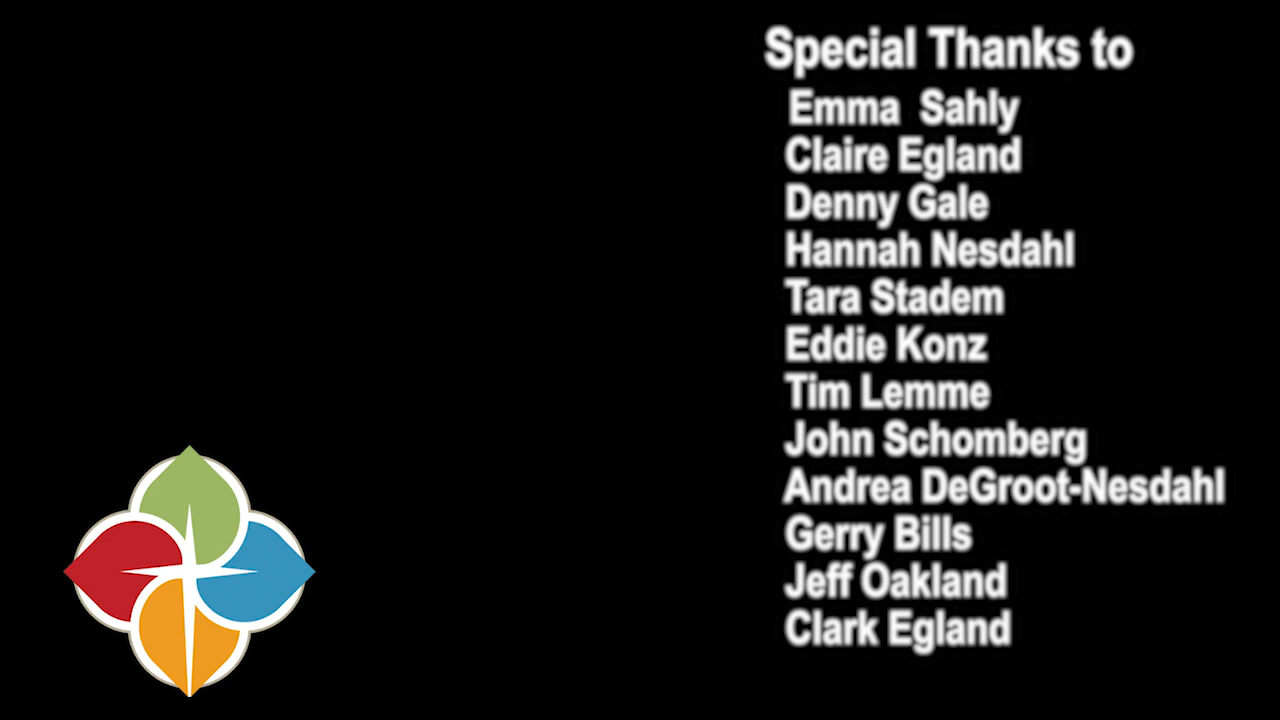 Special Thanks to
Emma Sahly
Claire Egland
Denny Gale
Hannah Nesdahl
Tara Stadem
Eddie Konz
Tim Lemme
John Schomberg
Andrea DeGroot-Nesdahl
Gerry Bills
Jeff Oakland
Clark Egland